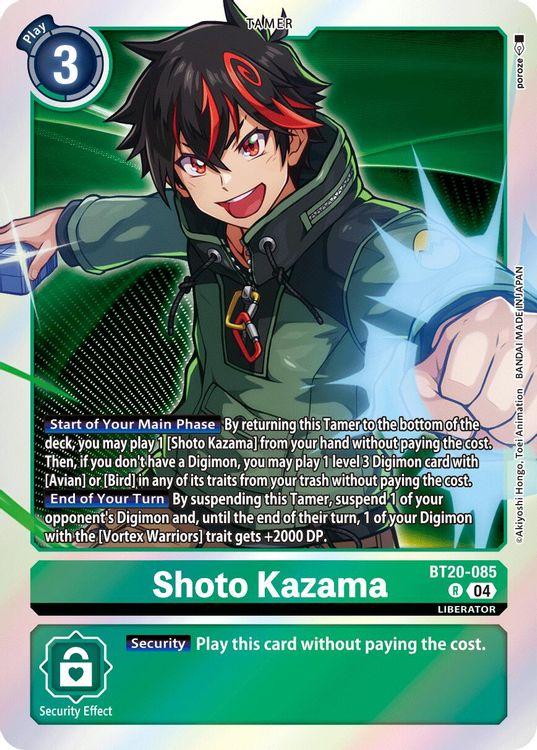 TAMER
Play
3
poroze
Start of Your Main Phase By returning this Tamer to the bottom of the
deck, you may play 1 [Shoto Kazama] from your hand without paying the cost.
Then, if you don't have a Digimon, you may play 1 level 3 Digimon card with
[Avian] or [Bird] in any of its traits from your trash without paying the cost.
End of Your Turn By suspending this Tamer, suspend 1 of your
opponent's Digimon and, until the end of their turn, 1 of your Digimon
with the [Vortex Warriors] trait gets +2000 DP.
©Akiyoshi Hongo, Toei Animation BANDAI MADE IN JAPAN
Shoto Kazama
BT20-085
R 04
LIBERATOR
Security Play this card without paying the cost.
Security Effect